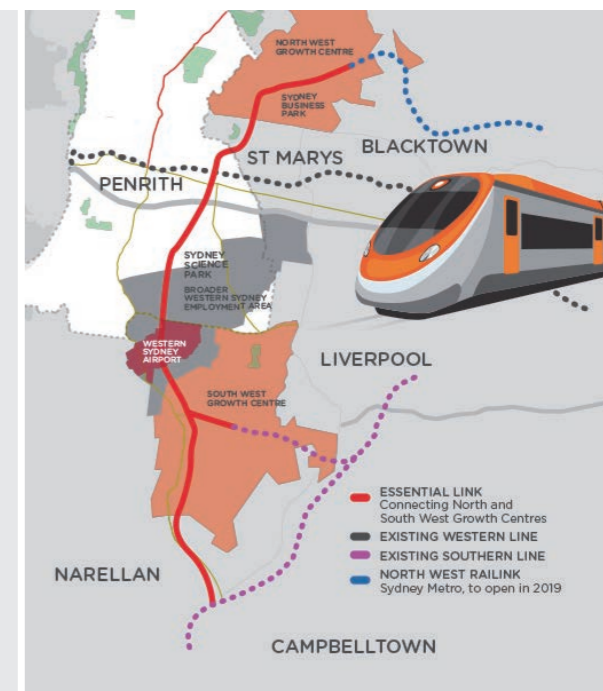 NORTH WEST
GROWTH CENTRE
SYDNEY
BUSINESS
PARK
BLACKTOWN
ST MARYS
PENRITH
SYDNEY
SCIENCE
PARK
BROADER
WESTERN SYDNEY
EMPLOYMENT AREA
WESTERN
SYDNEY
AIRPORT
LIVERPOOL
SOUTH WEST
GROWTH CENTRE
ESSENTIAL LINK
Connecting North and
South West Growth Centres
EXISTING WESTERN LINE
EXISTING SOUTHERN LINE
NORTH WEST RAILINK
Sydney Metro, to open in 2019
NARELLAN
CAMPBELLTOWN